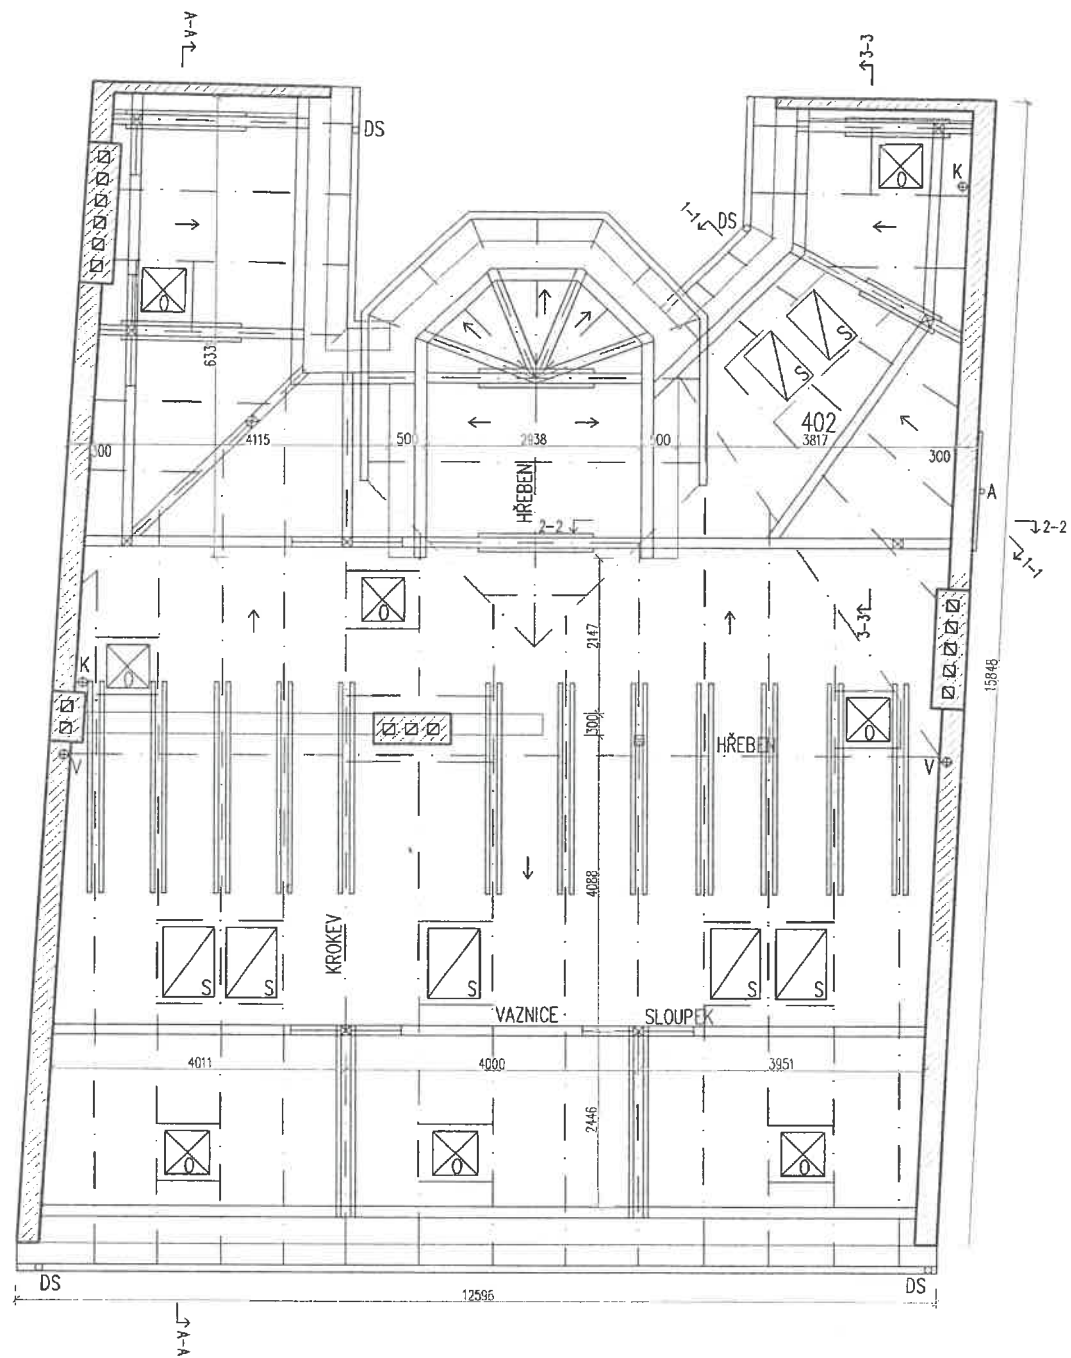 A-A
3-3
DS
K
1-1
DS
O
O
S
S
633
402
300
4115
500
2938
500
3817
300
HŘEBEN
A
2-2
2-2
1-1
O
3-3
2147
O
K
15848
300
HŘEBEN
O
V
V
4088
KROKEV
S
S
S
S
S
VAZNICE
SLOUPEK
4011
4000
3951
2446
O
O
O
DS
DS
12596
A-A